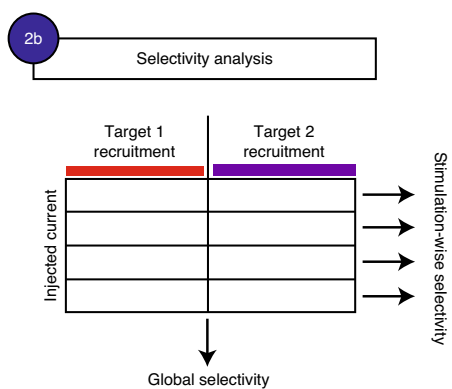 2b
Selectivity analysis
Target 1
recruitment
Target 2
recruitment
Injected current
Stimulation-wise selectivity
Global selectivity